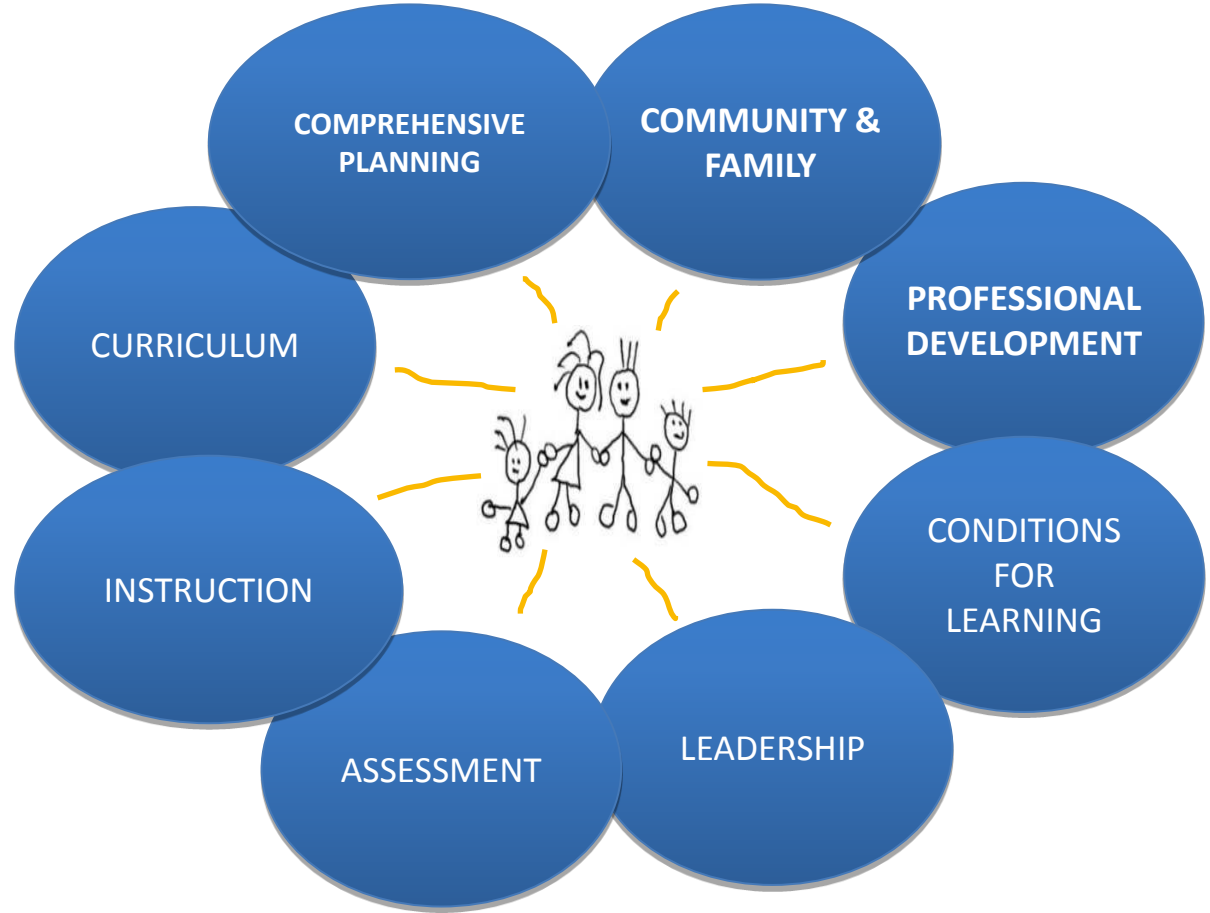 COMPREHENSIVE
PLANNING
COMMUNITY &
FAMILY
PROFESSIONAL
DEVELOPMENT
CONDITIONS
FOR
LEARNING
LEADERSHIP
ASSESSMENT
INSTRUCTION
CURRICULUM